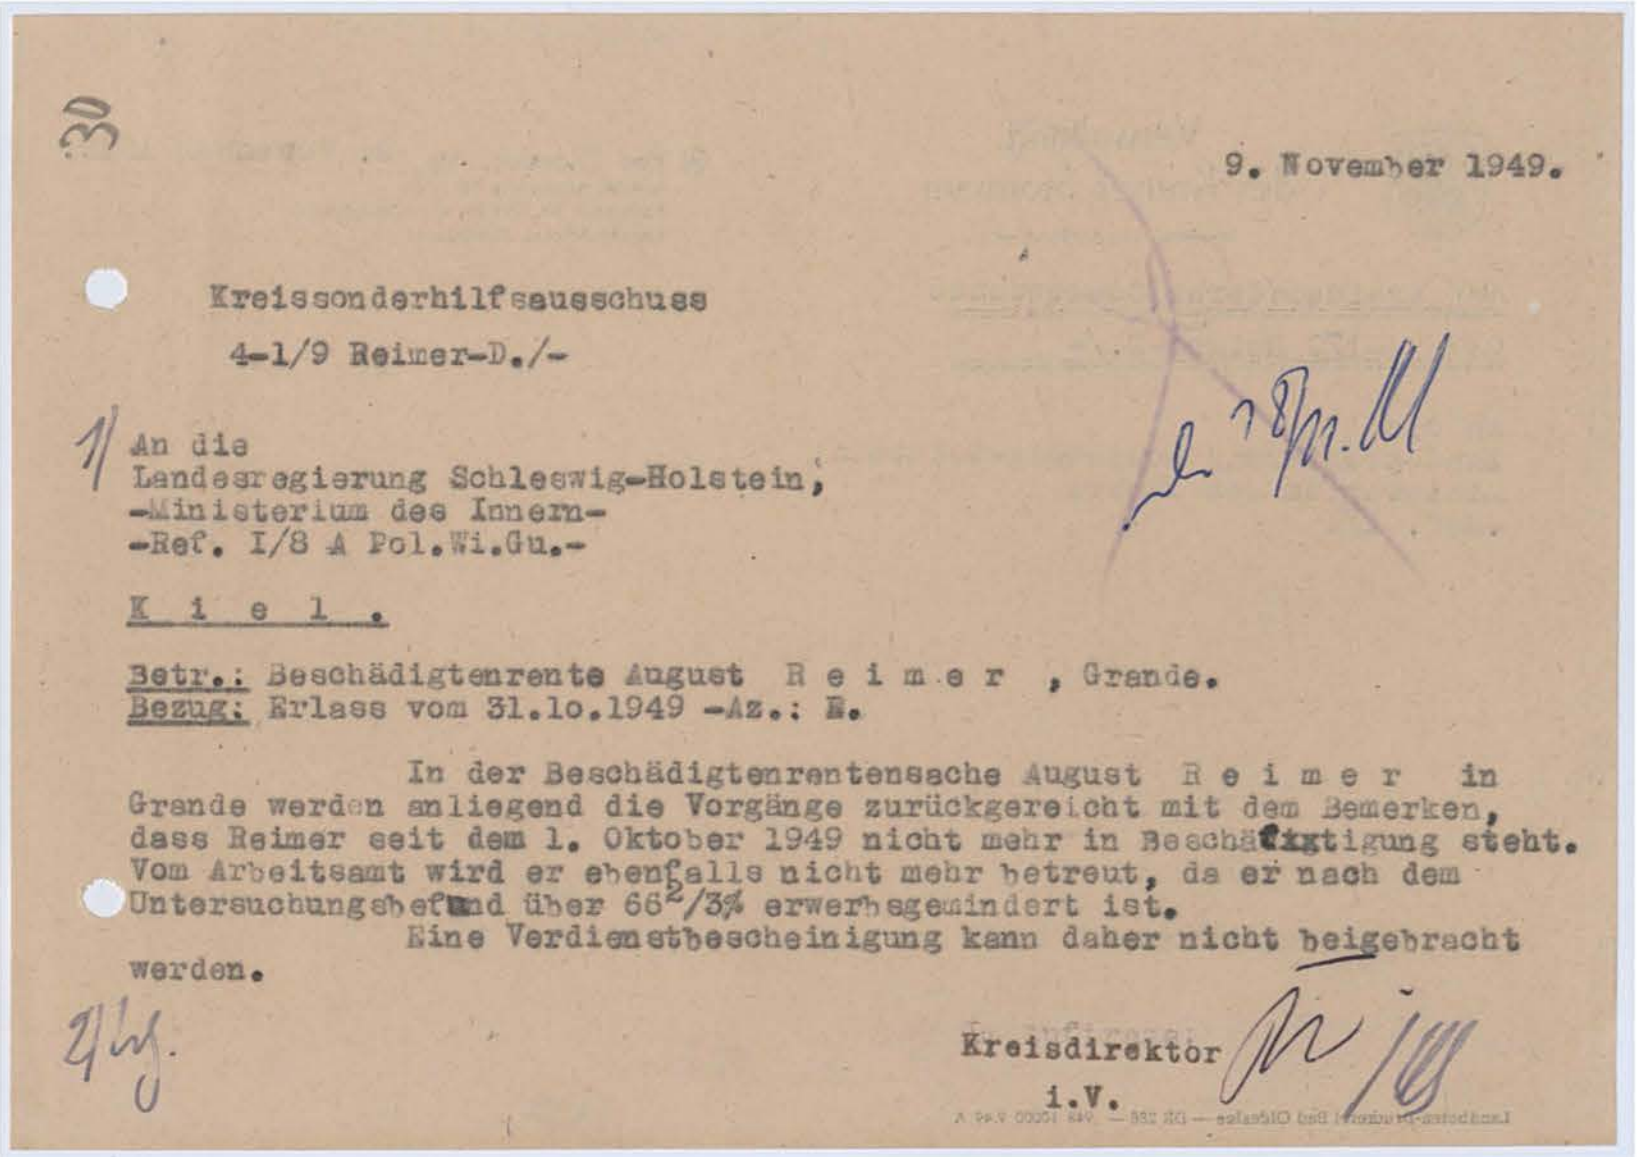 30
9. November 1949.
Kreissonderhilfsausschuss
4-1/9 Reimer-D./-
1/ An die
Landesregierung Schleswig-Holstein,
-Ministerium des Innern-
-Ref. I/8 A Pol.Wi.Gu.-
K i e l .
Betr.: Beschädigtenrente August R e i m e r , Grande.
Bezug: Erlass vom 31.10.1949 -Az.: E.
In der Beschädigtenrentensache August R e i m e r in
Grande werden anliegend die Vorgänge zurückgereicht mit dem Bemerken,
dass Reimer seit dem 1. Oktober 1949 nicht mehr in Beschäftigung steht.
Vom Arbeitsamt wird er ebenfalls nicht mehr betreut, da er nach dem
Untersuchungsbefund über 66²/3% erwerbsgemindert ist.
Eine Verdienstbescheinigung kann daher nicht beigebracht
werden.
2/
Kreisdirektor
i.V.